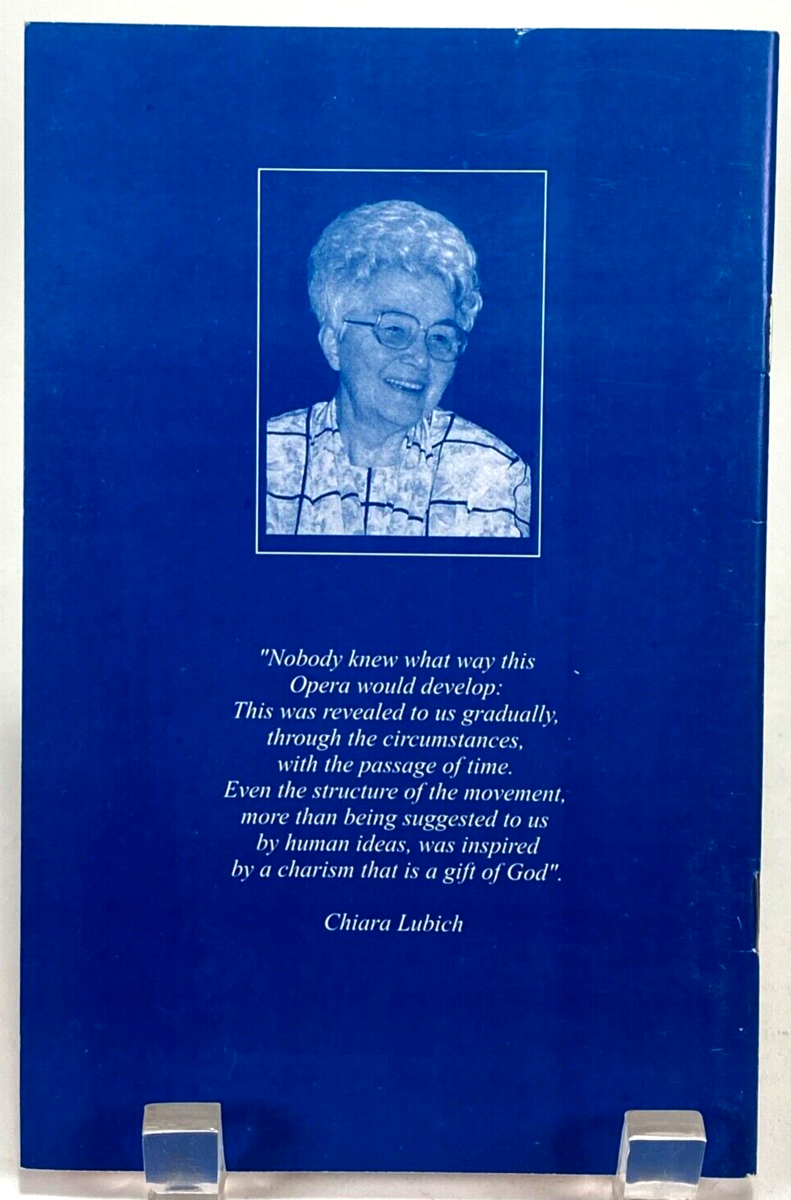 "Nobody knew what way this
Opera would develop:
This was revealed to us gradually,
through the circumstances,
with the passage of time.
Even the structure of the movement,
more than being suggested to us
by human ideas, was inspired
by a charism that is a gift of God".
Chiara Lubich